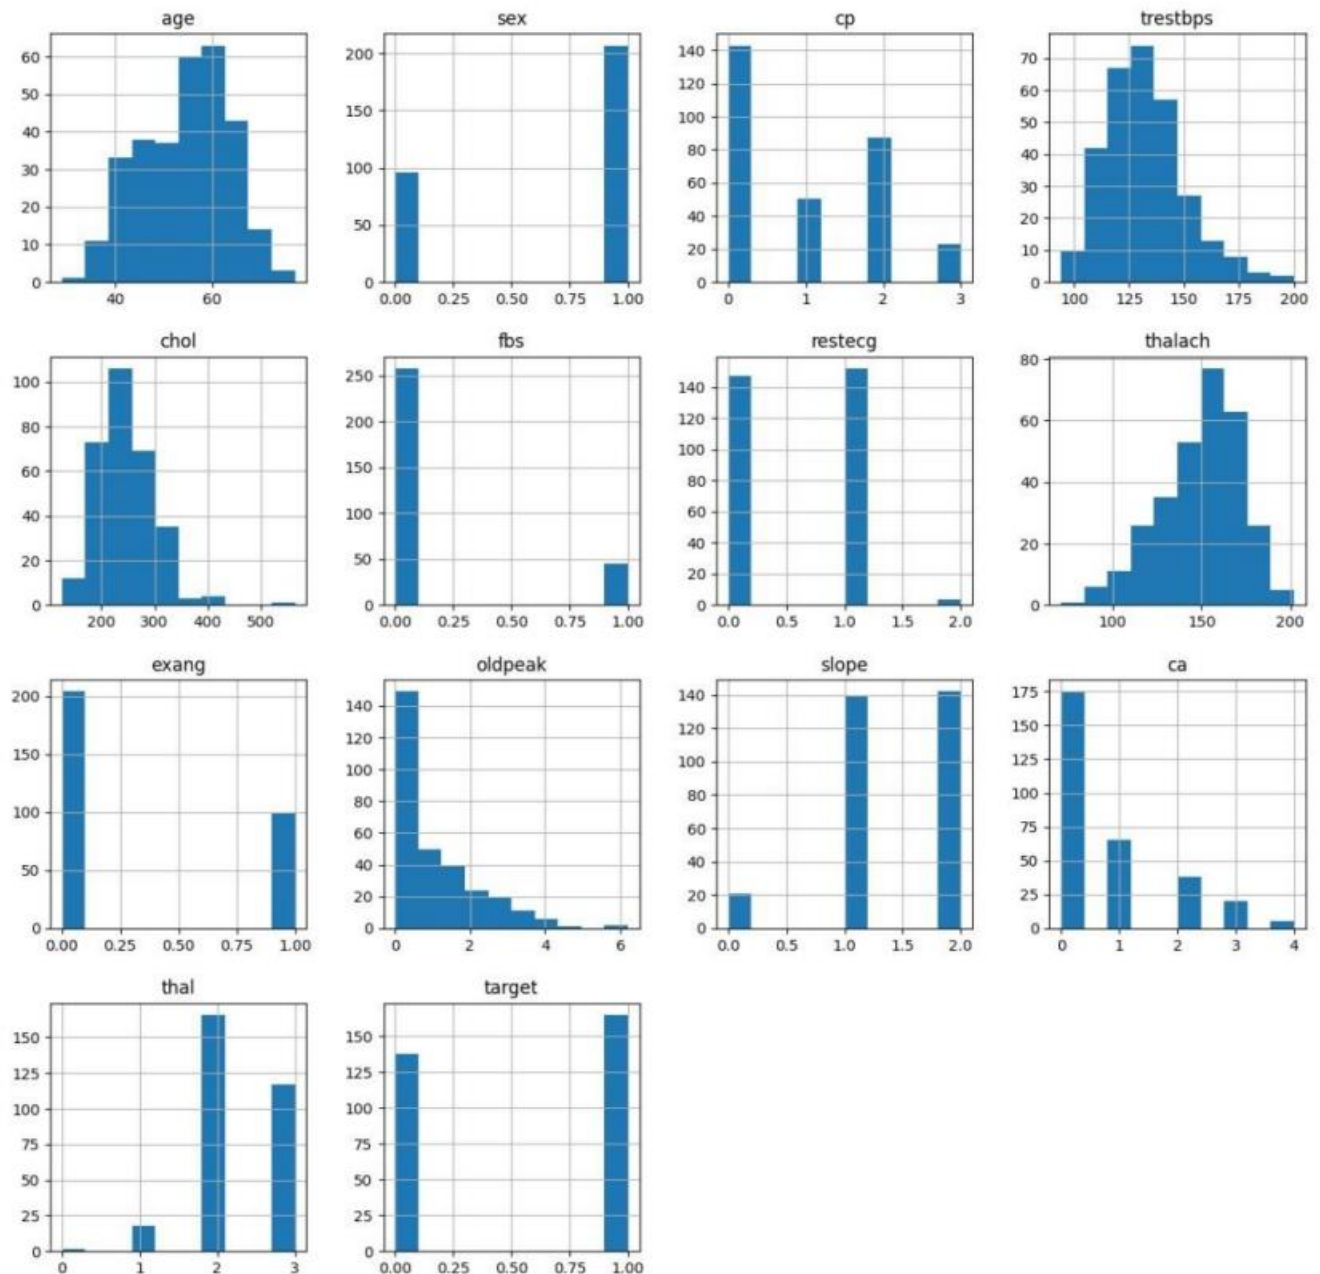 age sex cp trestbps
60 50 40 30 20 10 0
200 150 100 50 0
140 120 100 80 60 40 20 0
70 60 50 40 30 20 10 0
40 60
0.00 0.25 0.50 0.75 1.00
0 1 2 3
100 125 150 175 200
chol fbs restecg thalach
100 80 60 40 20 0
250 200 150 100 50 0
140 120 100 80 60 40 20 0
80 60 40 20 0
200 300 400 500
0.00 0.25 0.50 0.75 1.00
0.0 0.5 1.0 1.5 2.0
100 150 200
exang oldpeak slope ca
200 150 100 50 0
140 120 100 80 60 40 20 0
140 120 100 80 60 40 20 0
175 150 125 100 75 50 25 0
0.00 0.25 0.50 0.75 1.00
0 2 4 6
0.0 0.5 1.0 1.5 2.0
0 1 2 3 4
thal target
150 125 100 75 50 25 0
150 125 100 75 50 25 0
0 1 2 3
0.00 0.25 0.50 0.75 1.00